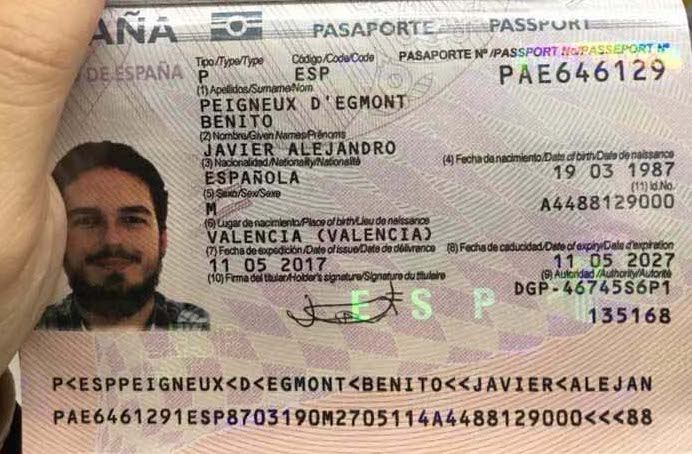 AÑA PASAPORTE PASSPORT
DE ESPAÑA
Tipo/Type/Type Código/Code/Code PASAPORTE Nº/PASSPORT No/PASSEPORT Nº
P ESP PAE646129
(1) Apellidos/Surname/Nom
PEIGNEUX D'EGMONT
BENITO
(2) Nombre/Given Names/Prénoms
JAVIER ALEJANDRO
(3) Nacionalidad/Nationality/Nationalité (4) Fecha de nacimiento/Date of birth/Date de naissance
ESPAÑOLA 19 03 1987
(5) Sexo/Sex/Sexe (11) Id.No.
M A4488129000
(6) Lugar de nacimiento/Place of birth/Lieu de naissance
VALENCIA (VALENCIA)
(7) Fecha de expedición/Date of issue/Date de délivrance (8) Fecha de caducidad/Date of expiry/Date d'expiration
11 05 2017 11 05 2027
(10) Firma del titular/Holder's signature/Signature du titulaire (9) Autoridad/Authority/Autorité
DGP-46745S6P1
E S P
135168
P<ESPPEIGNEUX<D<EGMONT<BENITO<<JAVIER<ALEJAN
PAE6461291ESP8703190M2705114A4488129000<<<88